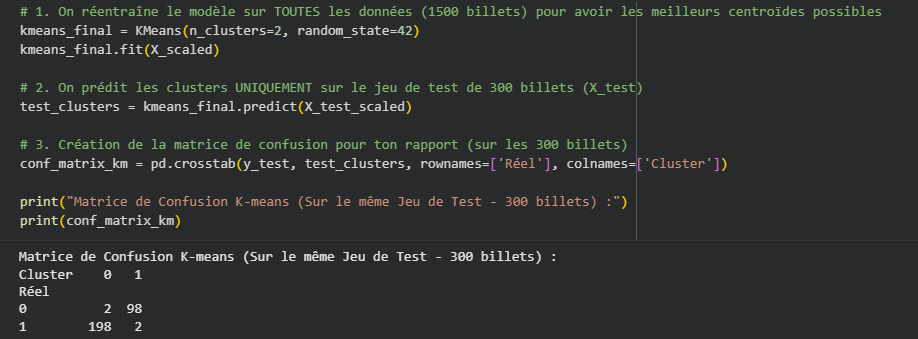 # 1. On réentraîne le modèle sur TOUTES les données (1500 billets) pour avoir les meilleurs centroïdes possibles
kmeans_final = KMeans(n_clusters=2, random_state=42)
kmeans_final.fit(X_scaled)
# 2. On prédit les clusters UNIQUEMENT sur le jeu de test de 300 billets (X_test)
test_clusters = kmeans_final.predict(X_test_scaled)
# 3. Création de la matrice de confusion pour ton rapport (sur les 300 billets)
conf_matrix_km = pd.crosstab(y_test, test_clusters, rownames=['Réel'], colnames=['Cluster'])
print("Matrice de Confusion K-means (Sur le même Jeu de Test - 300 billets) :")
print(conf_matrix_km)
Matrice de Confusion K-means (Sur le même Jeu de Test - 300 billets) :
Cluster    0   1
Réel
0          2  98
1        198   2